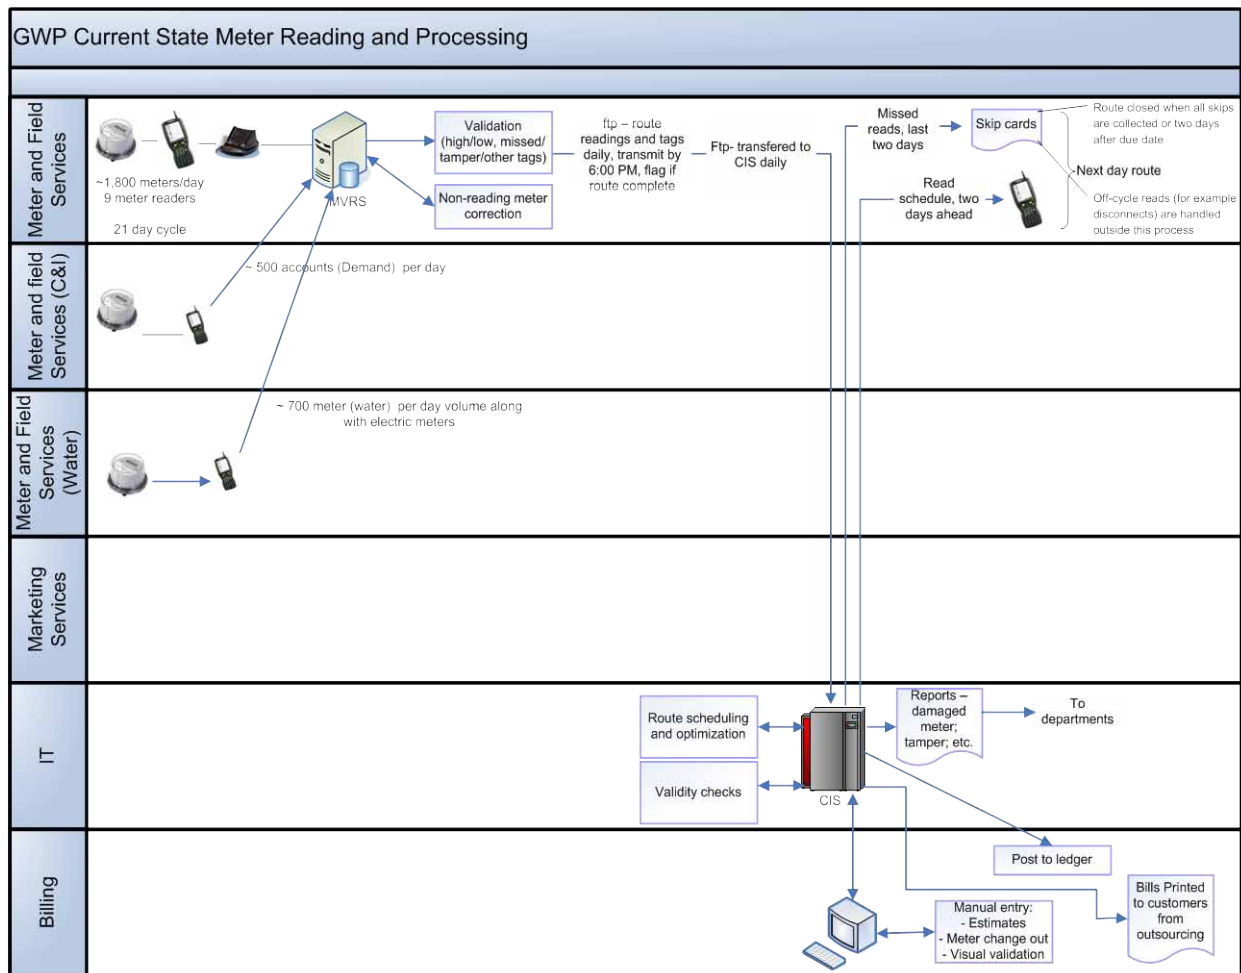 GWP Current State Meter Reading and Processing
Meter and Field
Services
~1,800 meters/day
9 meter readers
21 day cycle
MVRS
Validation
(high/low, missed/
tamper/other tags)
Non-reading meter
correction
ftp – route
readings and tags
daily, transmit by
6:00 PM, flag if
route complete
Ftp- transfered to
CIS daily
Missed
reads, last
two days
Skip cards
Route closed when all skips
are collected or two days
after due date
Next day route
Read
schedule, two
days ahead
Off-cycle reads (for example
disconnects) are handled
outside this process
Meter and field
Services (C&I)
~ 500 accounts (Demand) per day
Meter and Field
Services
(Water)
~ 700 meter (water) per day volume along
with electric meters
Marketing
Services
IT
Route scheduling
and optimization
Validity checks
CIS
Reports –
damaged
meter;
tamper; etc.
To
departments
Billing
Post to ledger
Manual entry:
- Estimates
- Meter change out
- Visual validation
Bills Printed
to customers
from
outsourcing